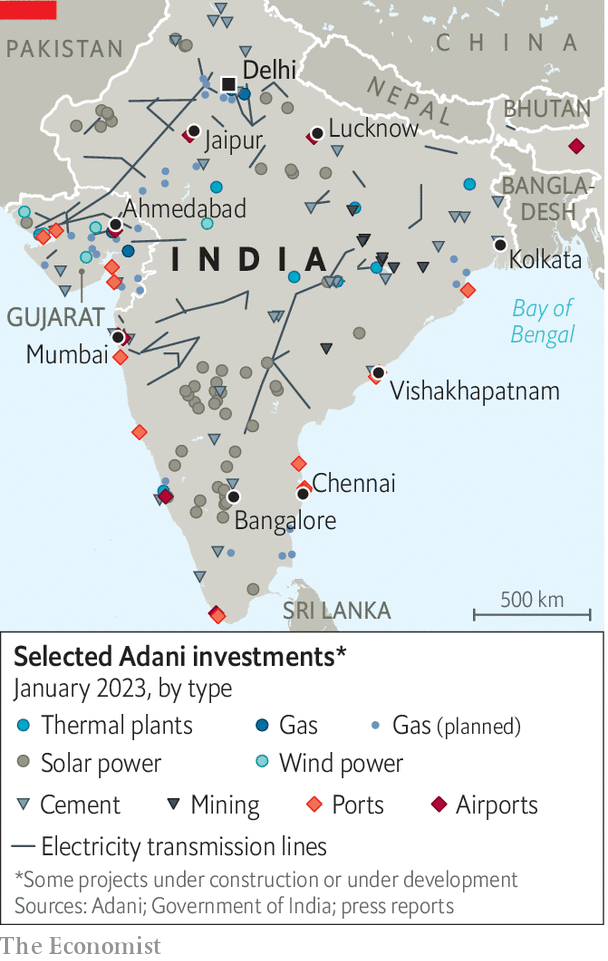 PAKISTAN
CHINA
Delhi
NEPAL
BHUTAN
Jaipur
Lucknow
BANGLA-
DESH
Ahmedabad
INDIA
Kolkata
GUJARAT
Bay of
Bengal
Mumbai
Vishakhapatnam
Chennai
Bangalore
SRI LANKA
500 km
Selected Adani investments*
January 2023, by type
Thermal plants
Gas
Gas (planned)
Solar power
Wind power
Cement
Mining
Ports
Airports
Electricity transmission lines
*Some projects under construction or under development
Sources: Adani; Government of India; press reports
The Economist